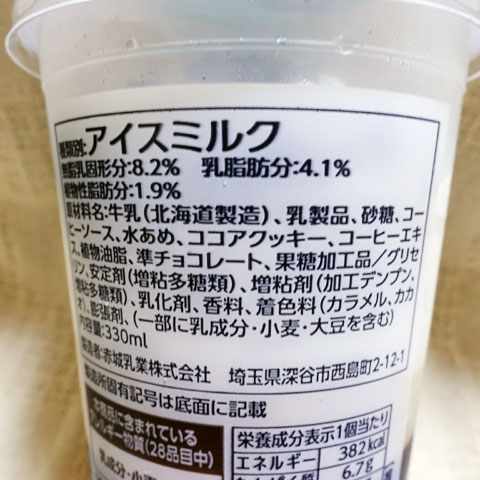 種類別:アイスミルク
無脂乳固形分:8.2% 乳脂肪分:4.1%
植物性脂肪分:1.9%
原材料名:牛乳(北海道製造)、乳製品、砂糖、コー
ヒーソース、水あめ、ココアクッキー、コーヒーエキ
ス、植物油脂、準チョコレート、果糖加工品/グリセ
リン、安定剤(増粘多糖類)、増粘剤(加工デンプン、
増粘多糖類)、乳化剤、香料、着色料(カラメル、カカ
オ)、膨張剤、(一部に乳成分・小麦・大豆を含む)
内容量:330ml
製造者:赤城乳業株式会社 埼玉県深谷市西島町2-12-1
製造所固有記号は底面に記載
本製品に含まれている
アレルギー物質(28品目中)
乳成分・小麦
栄養成分表示1個当たり
エネルギー 382kcal
たんぱく質 6.7g